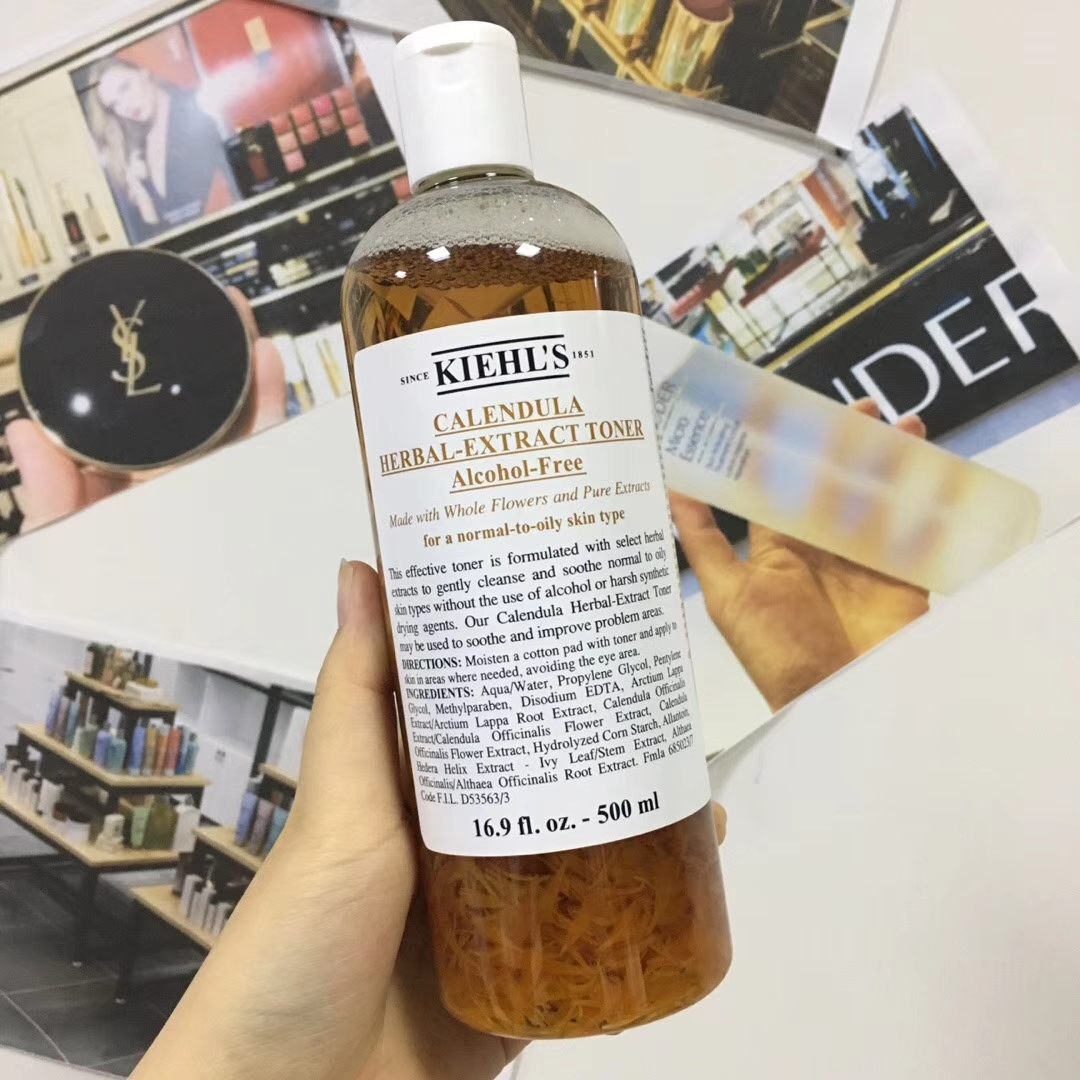 SINCE KIEHL'S 1851
CALENDULA
HERBAL-EXTRACT TONER
Alcohol-Free
Made with Whole Flowers and Pure Extracts
for a normal-to-oily skin type
This effective toner is formulated with select herbal
extracts to gently cleanse and soothe normal to oily
skin types without the use of alcohol or harsh synthetic
drying agents. Our Calendula Herbal-Extract Toner
may be used to soothe and improve problem areas.
DIRECTIONS: Moisten a cotton pad with toner and apply to
skin in areas where needed, avoiding the eye area.
INGREDIENTS: Aqua/Water, Propylene Glycol, Pentylene
Glycol, Methylparaben, Disodium EDTA, Arctium Lappa
Extract/Arctium Lappa Root Extract, Calendula Officinalis
Extract/Calendula Officinalis Flower Extract, Calendula
Officinalis Flower Extract, Hydrolyzed Corn Starch, Allantoin,
Hedera Helix Extract - Ivy Leaf/Stem Extract, Althaea
Officinalis/Althaea Officinalis Root Extract. Fmla 685023/7
Code F.I.L. D53563/3
16.9 fl. oz. - 500 ml
YSL
NDER
Micro
Essence